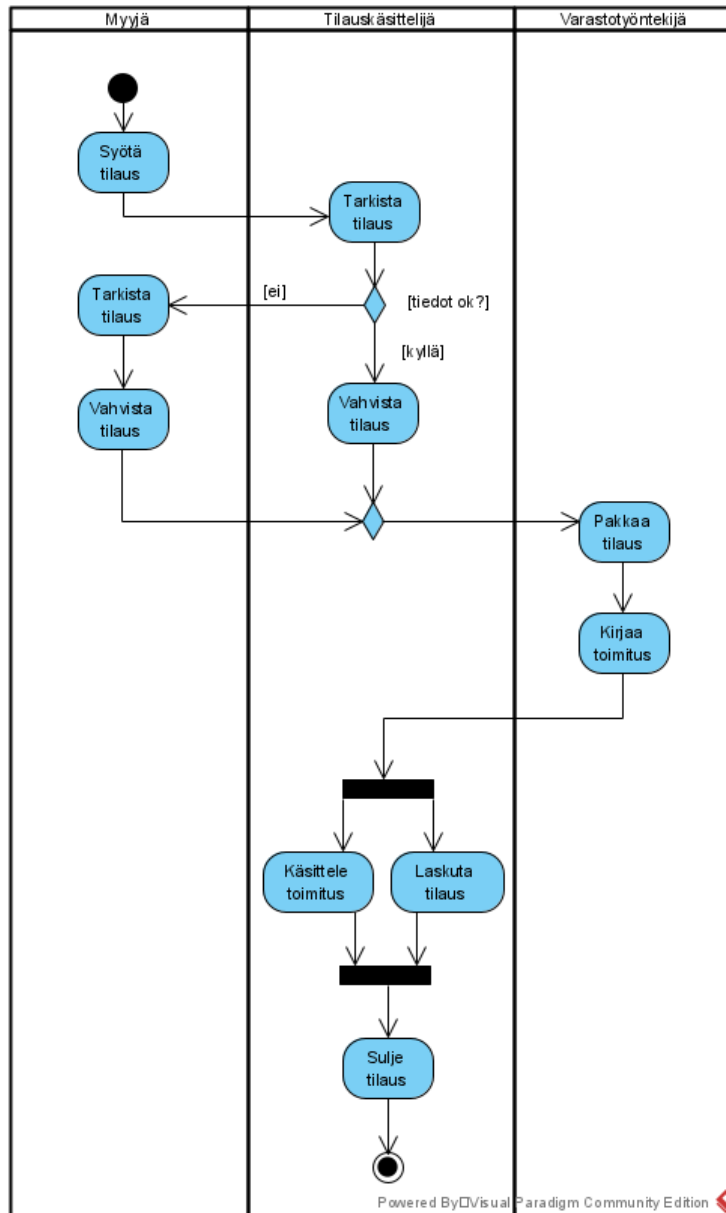 Myyjä
Tilauskäsittelijä
Varastotyöntekijä
Syötä
tilaus
Tarkista
tilaus
Tarkista
tilaus
[ei]
[tiedot ok?]
[kyllä]
Vahvista
tilaus
Vahvista
tilaus
Pakkaa
tilaus
Kirjaa
toimitus
Käsittele
toimitus
Laskuta
tilaus
Sulje
tilaus
Powered By□Visual Paradigm Community Edition